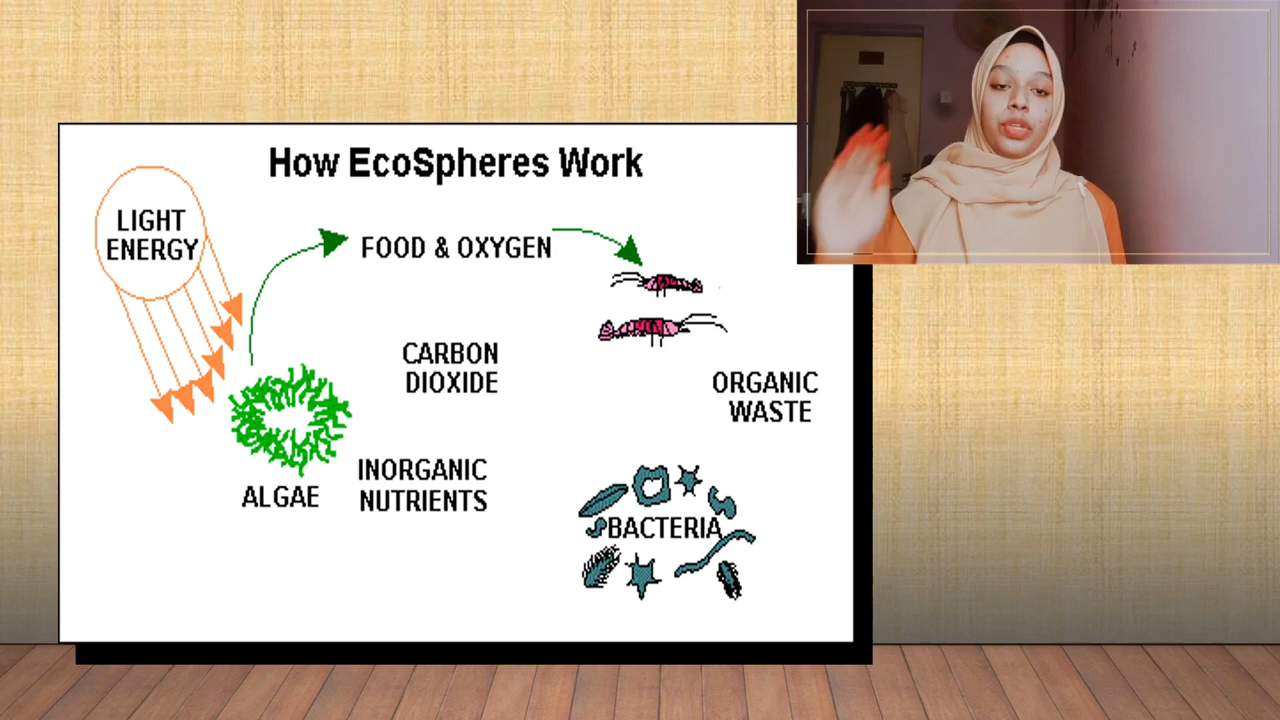 How EcoSpheres Work
LIGHT
ENERGY
FOOD & OXYGEN
CARBON
DIOXIDE
ORGANIC
WASTE
INORGANIC
NUTRIENTS
ALGAE
BACTERIA